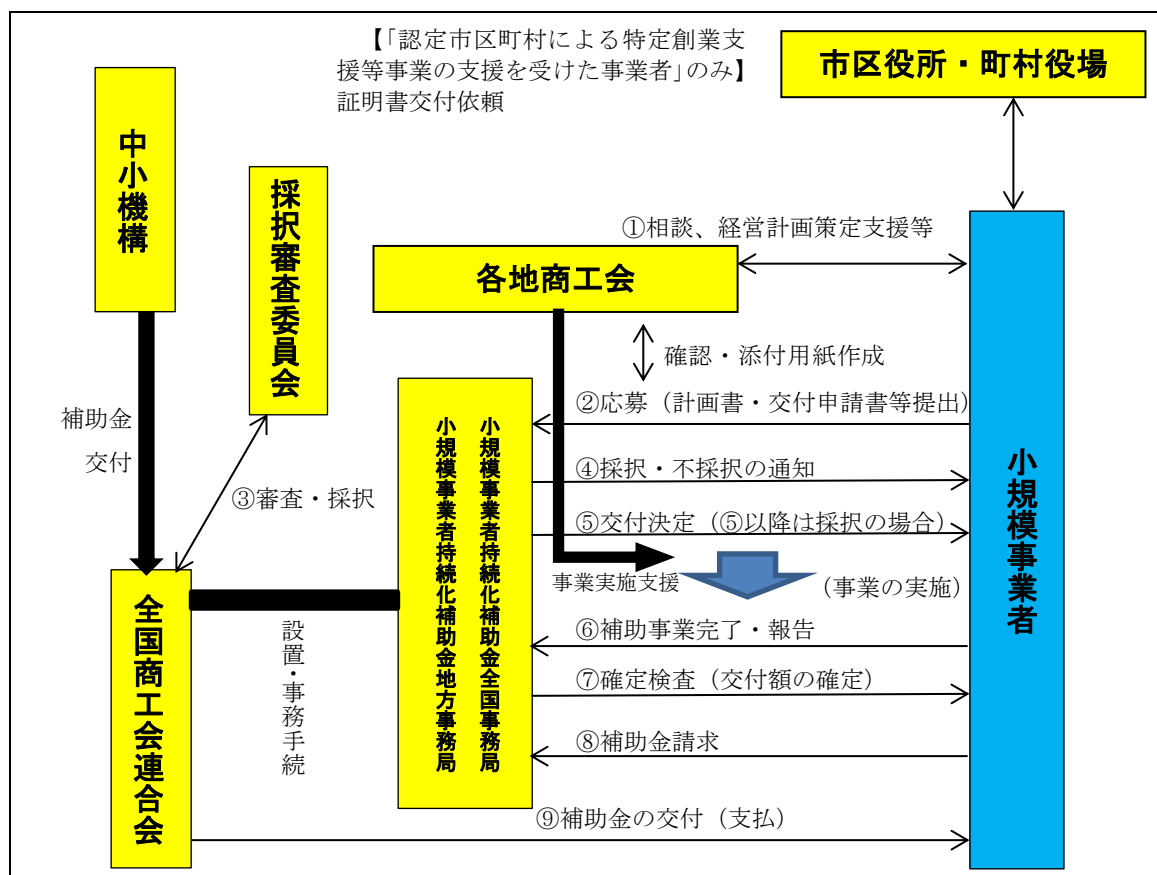 【「認定市区町村による特定創業支
援等事業の支援を受けた事業者」のみ】
証明書交付依頼
市区役所・町村役場
中小機構
採択審査委員会
①相談、経営計画策定支援等
各地商工会
確認・添付用紙作成
補助金
交付
②応募（計画書・交付申請書等提出）
③審査・採択
④採択・不採択の通知
⑤交付決定（⑤以降は採択の場合）
事業実施支援
（事業の実施）
小規模事業者持続化補助金全国事務局
小規模事業者持続化補助金地方事務局
小規模事業者
全国商工会連合会
設置・事務手続
⑥補助事業完了・報告
⑦確定検査（交付額の確定）
⑧補助金請求
⑨補助金の交付（支払）